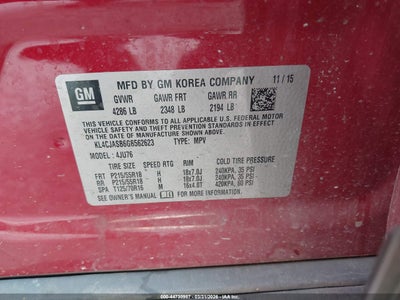 GM
MFD BY GM KOREA COMPANY 11 / 15
GVWR GAWR FRT GAWR RR
4286 LB 2348 LB 2194 LB
THIS VEHICLE CONFORMS TO ALL APPLICABLE U.S. FEDERAL MOTOR
VEHICLE SAFETY, BUMPER, AND THEFT PREVENTION STANDARDS IN
EFFECT ON THE DATE OF MANUFACTURE SHOWN ABOVE.
KL4CJASB6GB562623 TYPE: MPV
MODEL: 4JU76
TIRE SIZE SPEED RTG RIM COLD TIRE PRESSURE
FRT P215/55R18 H 18x7.0J 240KPA, 35 PSI
RR P215/55R18 H 18x7.0J 240KPA, 35 PSI
SPA T125/70R16 M 16x4.0T 420KPA, 60 PSI
SEE OWNER'S MANUAL FOR ADDITIONAL INFORMATION.